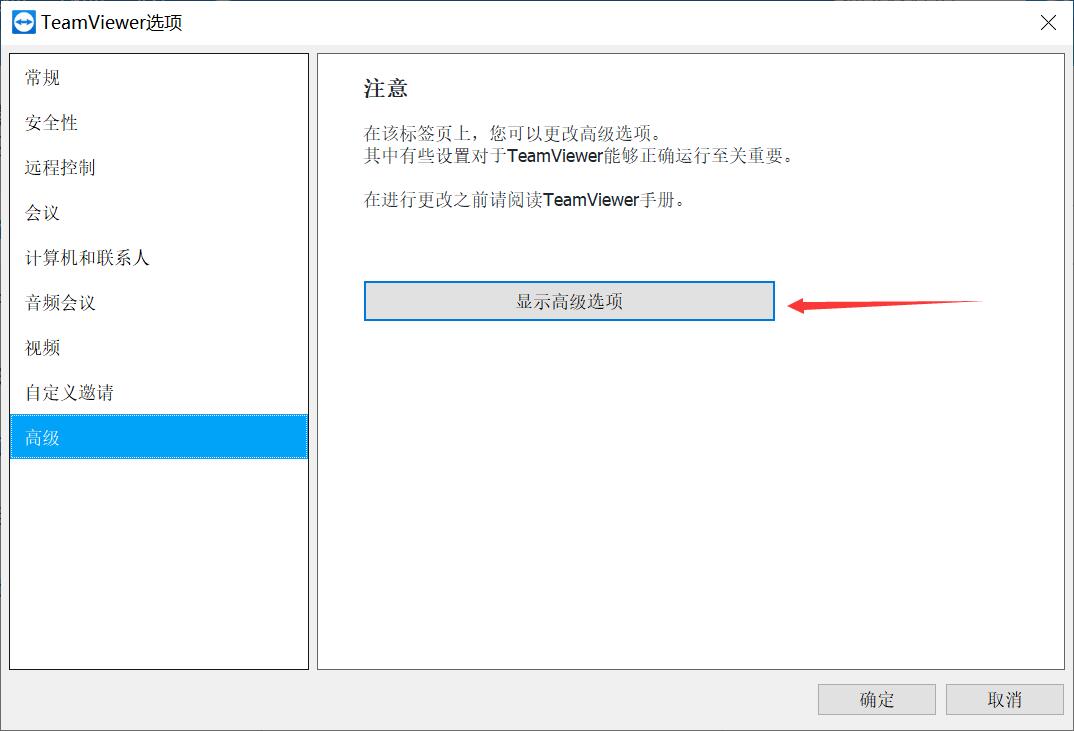 TeamViewer选项
常规
安全性
远程控制
会议
计算机和联系人
音频会议
视频
自定义邀请
高级
注意
在该标签页上，您可以更改高级选项。
其中有些设置对于TeamViewer能够正确运行至关重要。
在进行更改之前请阅读TeamViewer手册。
显示高级选项
确定
取消